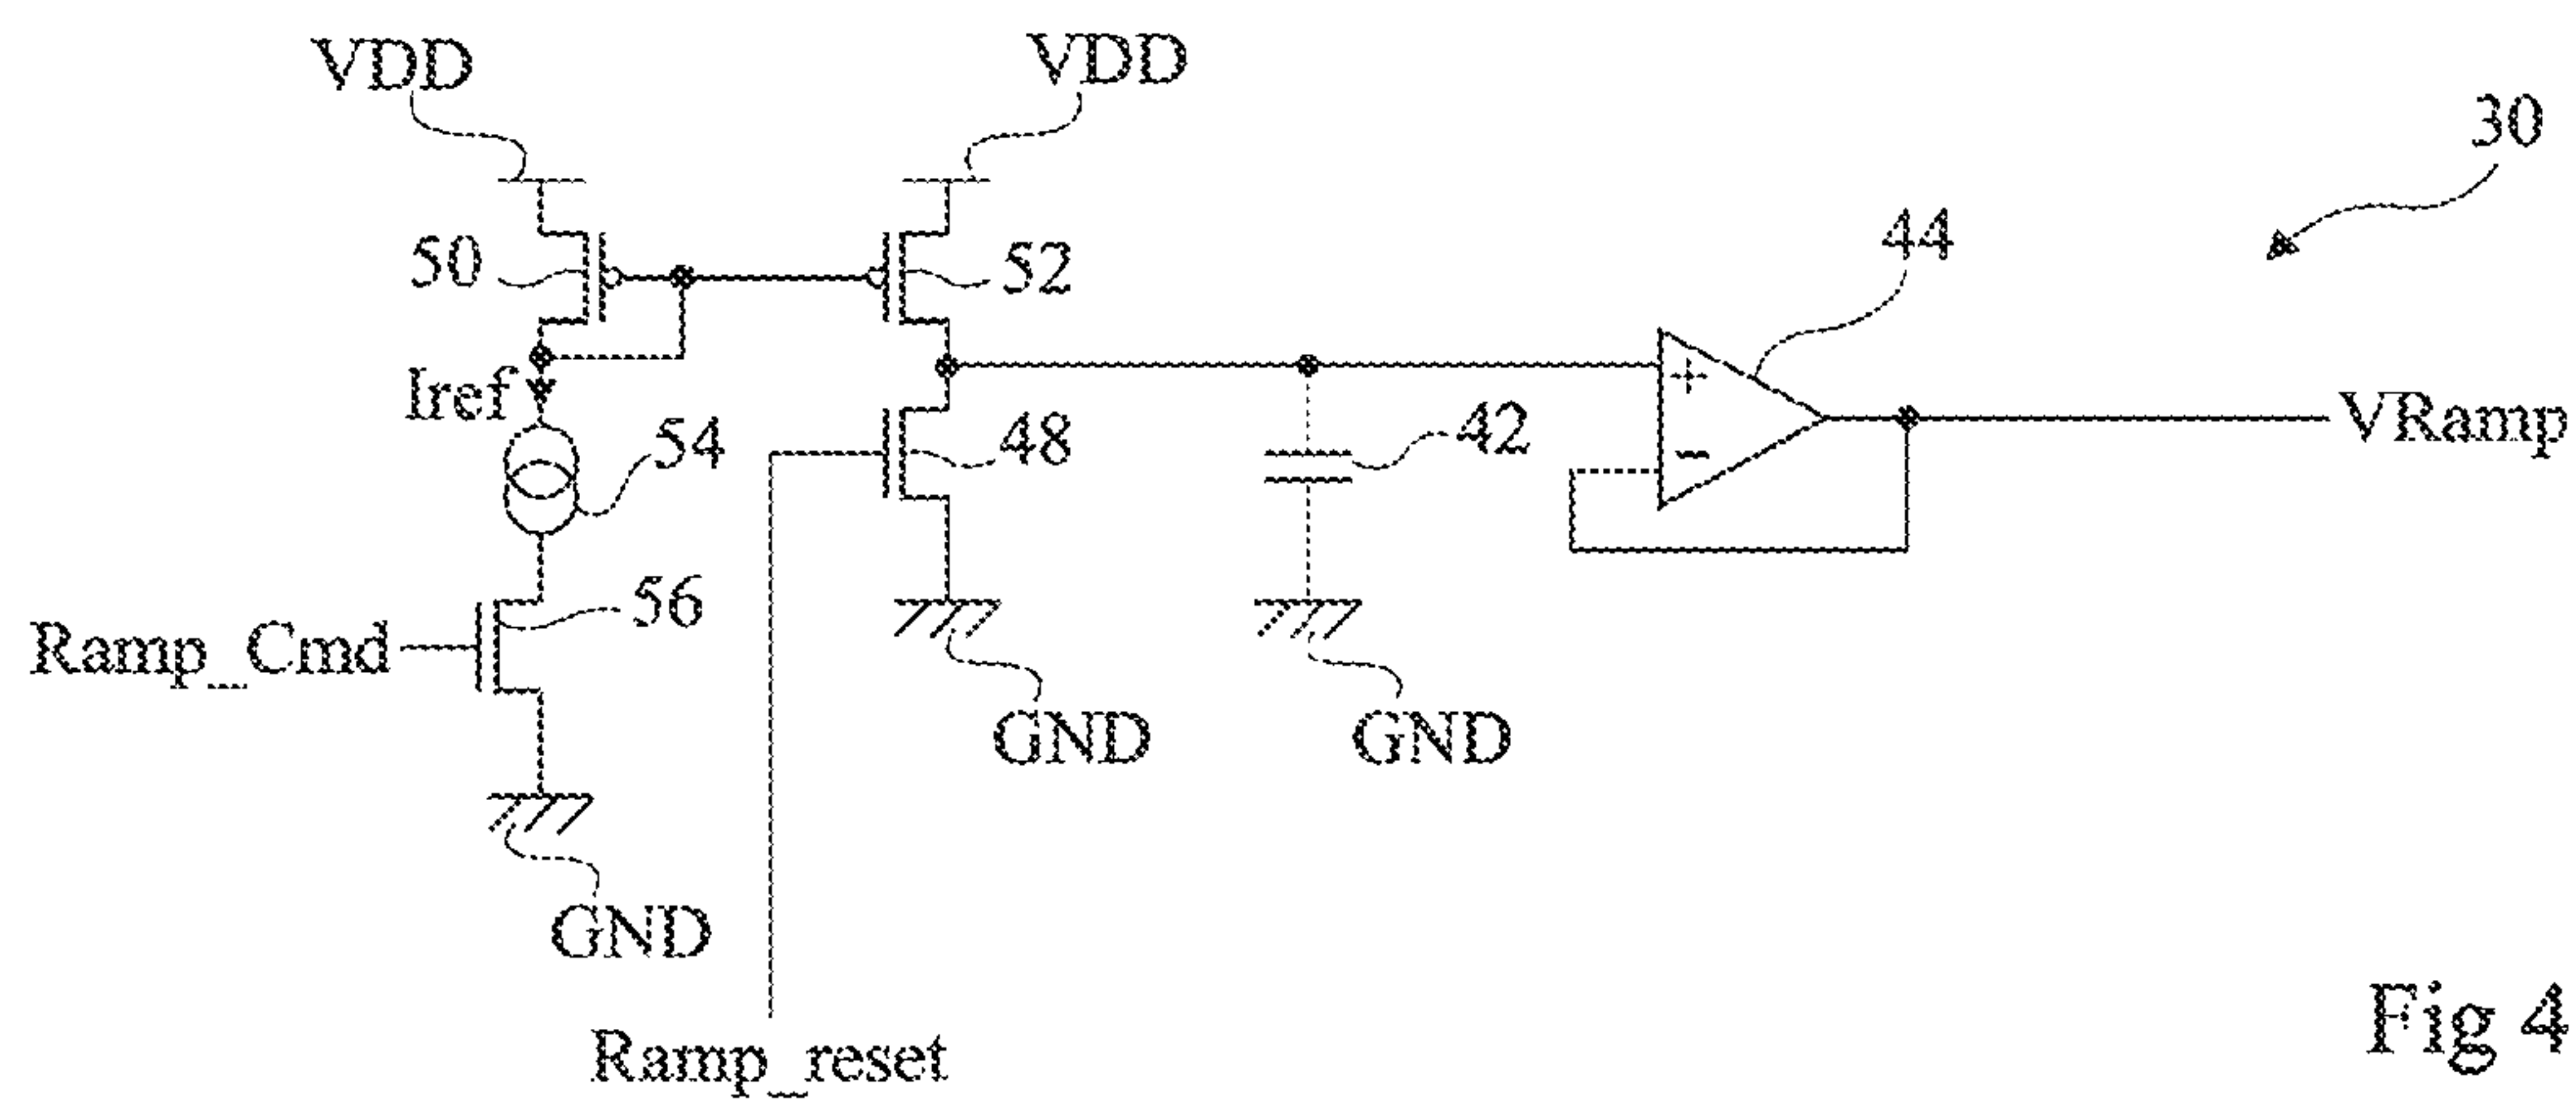 VDD
VDD
30
50
52
44
+
Iref
54
48
42
VRamp
−
56
Ramp_Cmd
GND
GND
GND
Ramp_reset
Fig 4